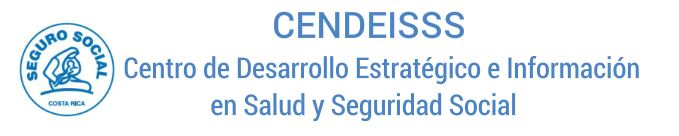 SEGURO SOCIAL
COSTA RICA
CENDEISSS
Centro de Desarrollo Estratégico e Información
en Salud y Seguridad Social